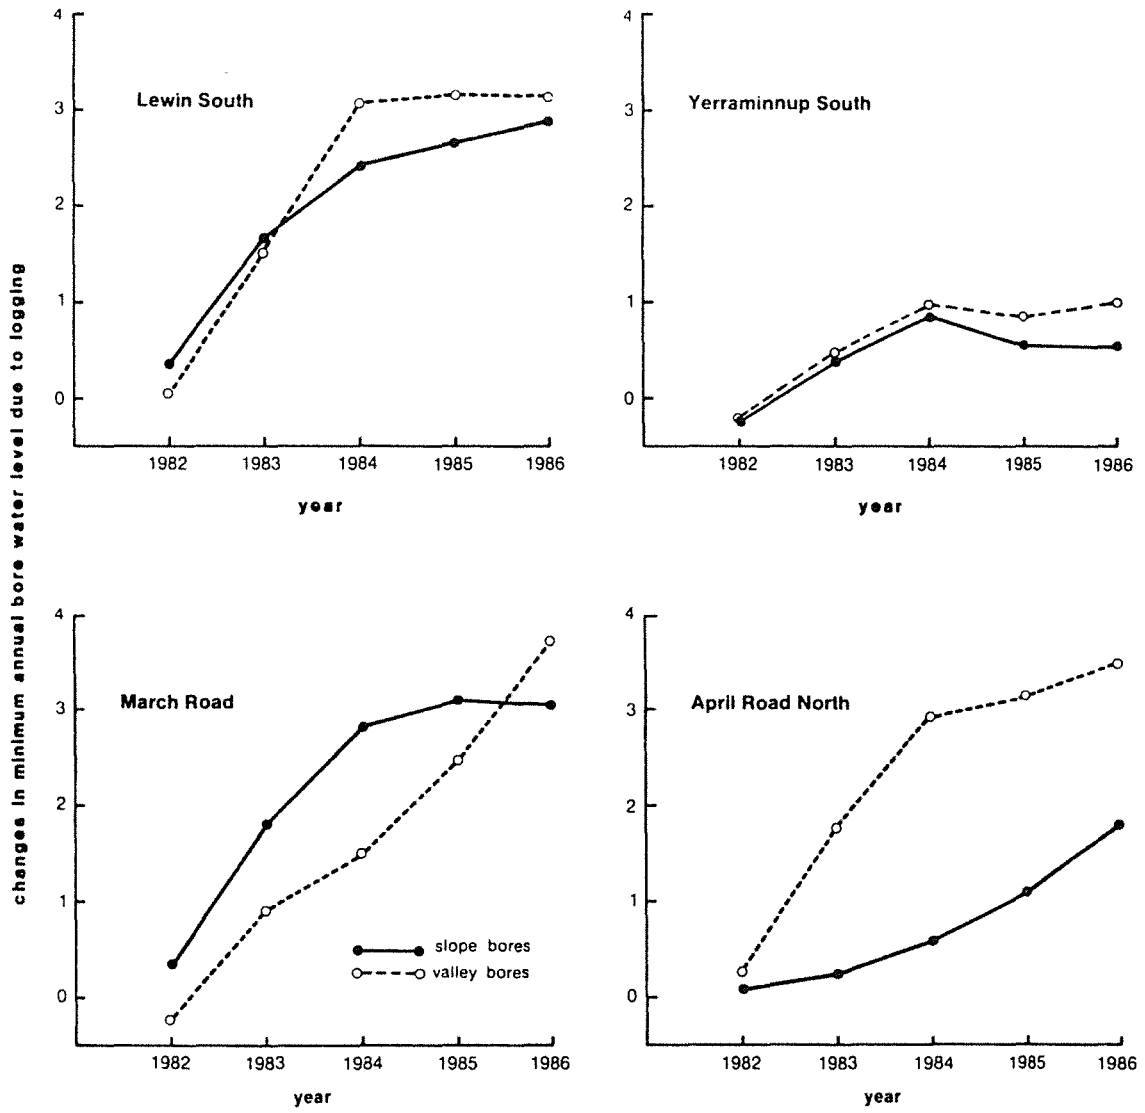 changes in minimum annual bore water level due to logging
4
3
2
1
0
Lewin South
1982 1983 1984 1985 1986
year
4
3
2
1
0
Yerraminnup South
1982 1983 1984 1985 1986
year
4
3
2
1
0
March Road
slope bores
valley bores
1982 1983 1984 1985 1986
year
4
3
2
1
0
April Road North
1982 1983 1984 1985 1986
year